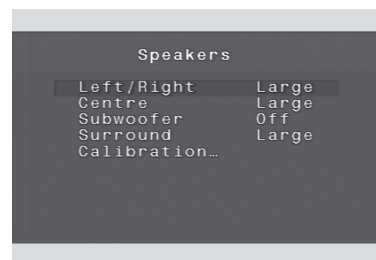 Speakers
Left/Right Large
Centre Large
Subwoofer Off
Surround Large
Calibration…